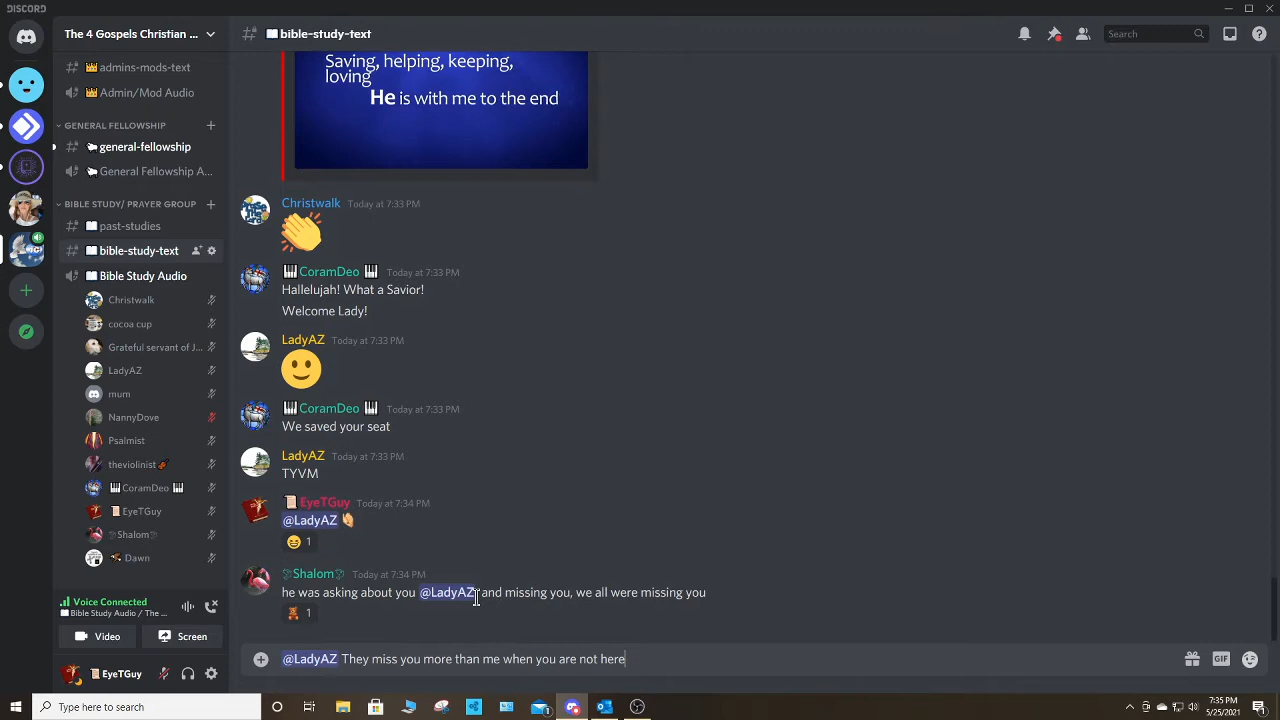 DISCORD
The 4 Gospels Christian ...
bible-study-text
Search
admins-mods-text
Admin/Mod Audio
GENERAL FELLOWSHIP
general-fellowship
General Fellowship A...
BIBLE STUDY/ PRAYER GROUP
past-studies
bible-study-text
Bible Study Audio
Christwalk
cocoa cup
Grateful servant of J...
LadyAZ
mum
NannyDove
Psalmist
theviolinist
CoramDeo
EyeTGuy
Shalom
Dawn
Voice Connected
Bible Study Audio / The ...
Video
Screen
EyeTGuy
Saving, helping, keeping,
loving
He is with me to the end
Christwalk Today at 7:33 PM
CoramDeo Today at 7:33 PM
Hallelujah! What a Savior!
Welcome Lady!
LadyAZ Today at 7:33 PM
CoramDeo Today at 7:33 PM
We saved your seat
LadyAZ Today at 7:33 PM
TYVM
EyeTGuy Today at 7:34 PM
@LadyAZ
1
Shalom Today at 7:34 PM
he was asking about you @LadyAZ and missing you, we all were missing you
1
@LadyAZ They miss you more than me when you are not here
GIF
Type here to search
7:35 PM
5/25/2021